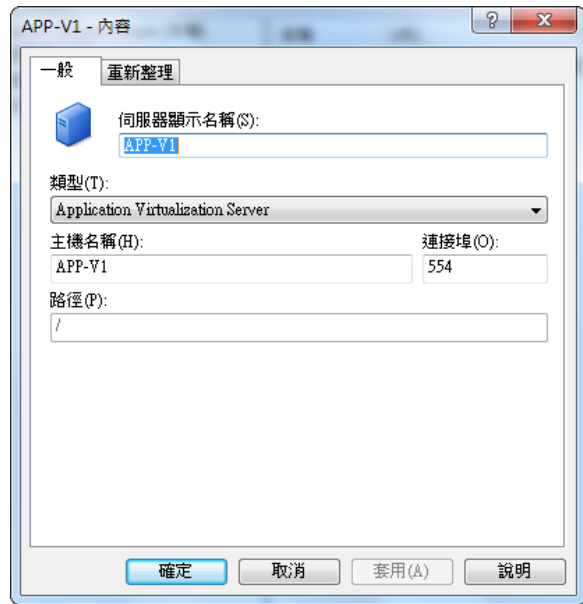 APP-V1 - 內容
一般 重新整理
伺服器顯示名稱(S):
APP-V1
類型(T):
Application Virtualization Server
主機名稱(H): 連接埠(O):
APP-V1 554
路徑(P):
/
確定 取消 套用(A) 說明